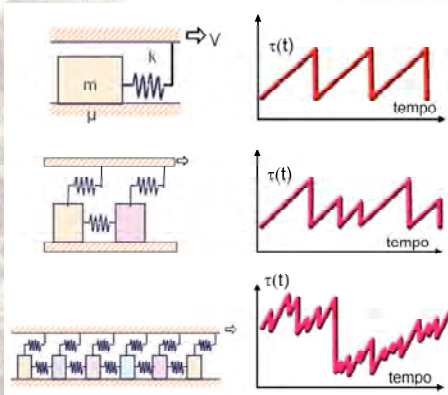 V
k
m
μ
τ(t)
tempo
τ(t)
tempo
τ(t)
tempo